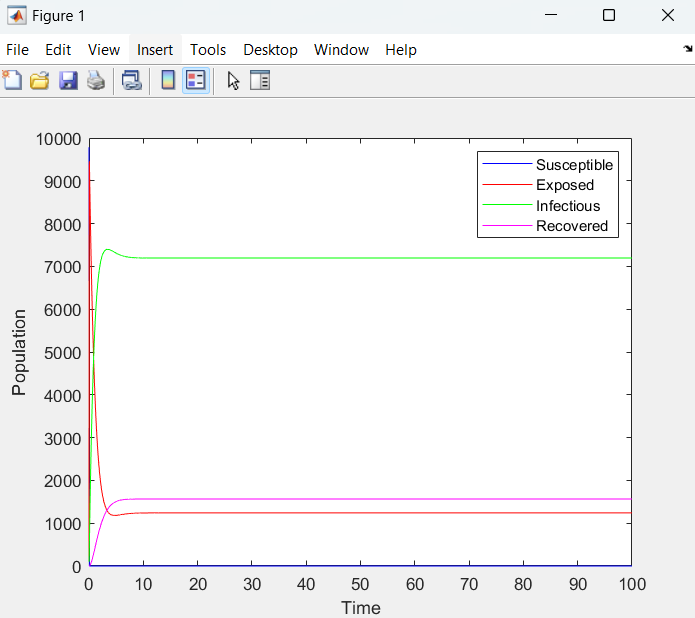 Figure 1
File Edit View Insert Tools Desktop Window Help
10000
9000
8000
7000
6000
5000
4000
3000
2000
1000
0
Population
Susceptible
Exposed
Infectious
Recovered
0 10 20 30 40 50 60 70 80 90 100
Time